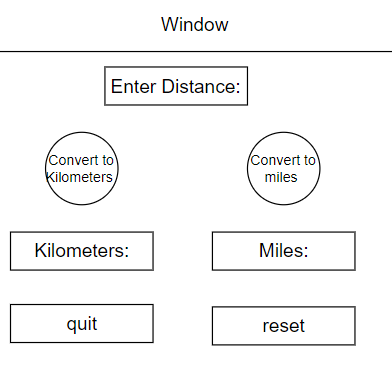 Window
Enter Distance:
Convert to
Kilometers
Convert to
miles
Kilometers:
Miles:
quit
reset